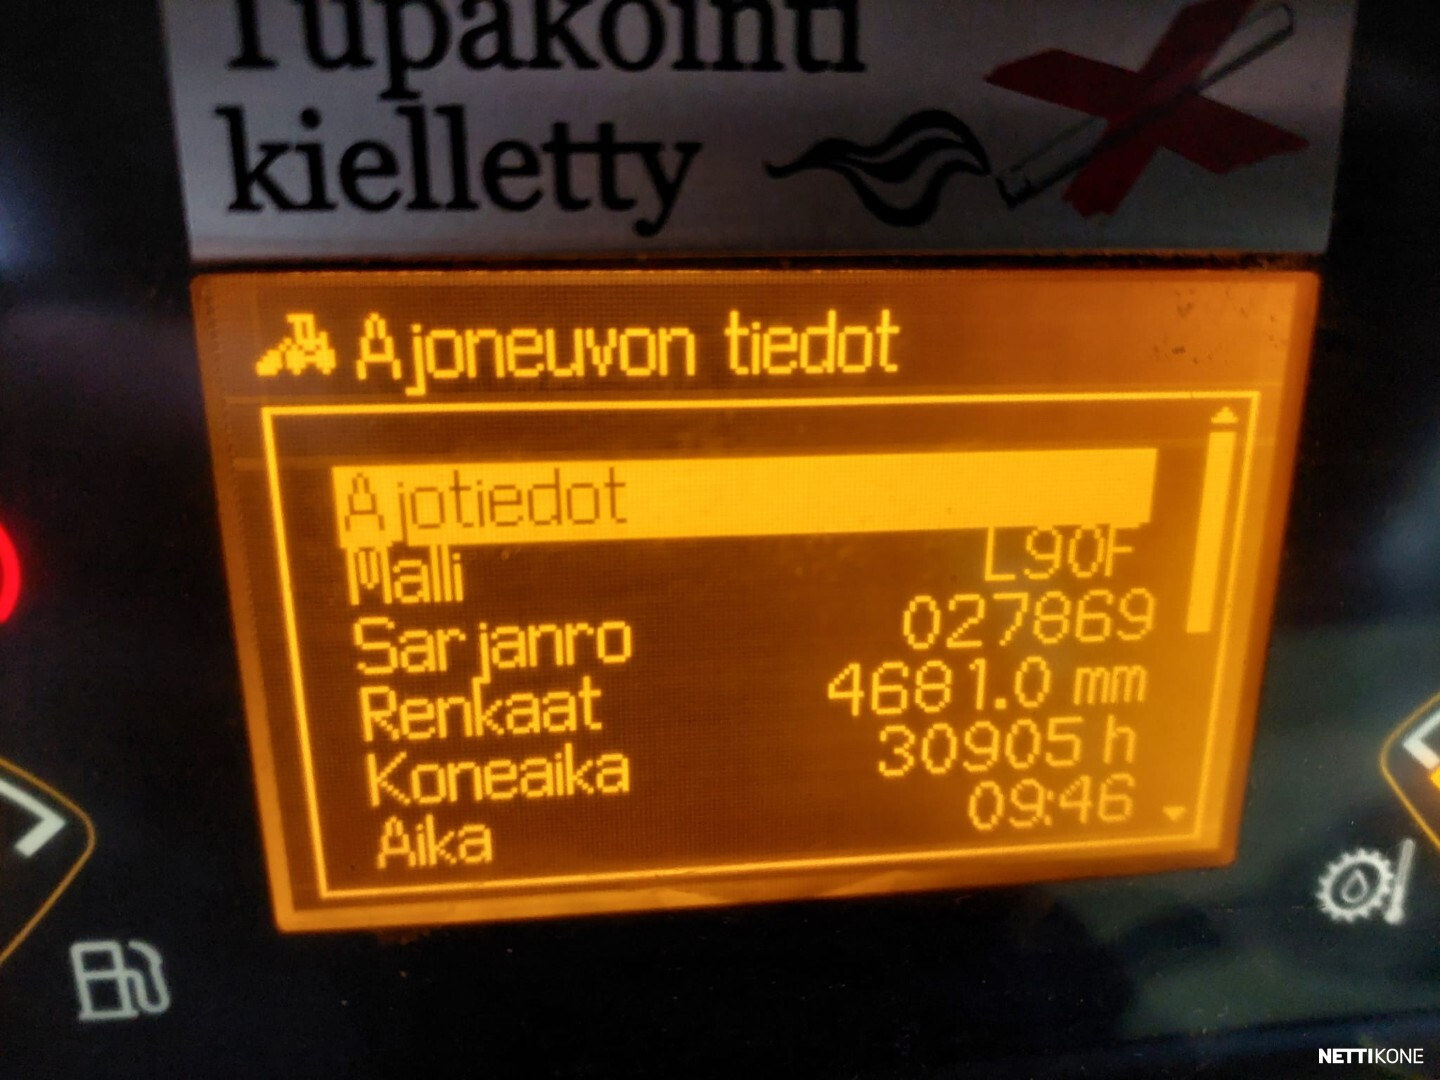 Tupakointi
kielletty
Ajoneuvon tiedot
Ajotiedot
Malli L90F
Sarjanro 027869
Renkaat 4681.0 mm
Koneaika 30905 h
Aika 09:46
NETTIKONE